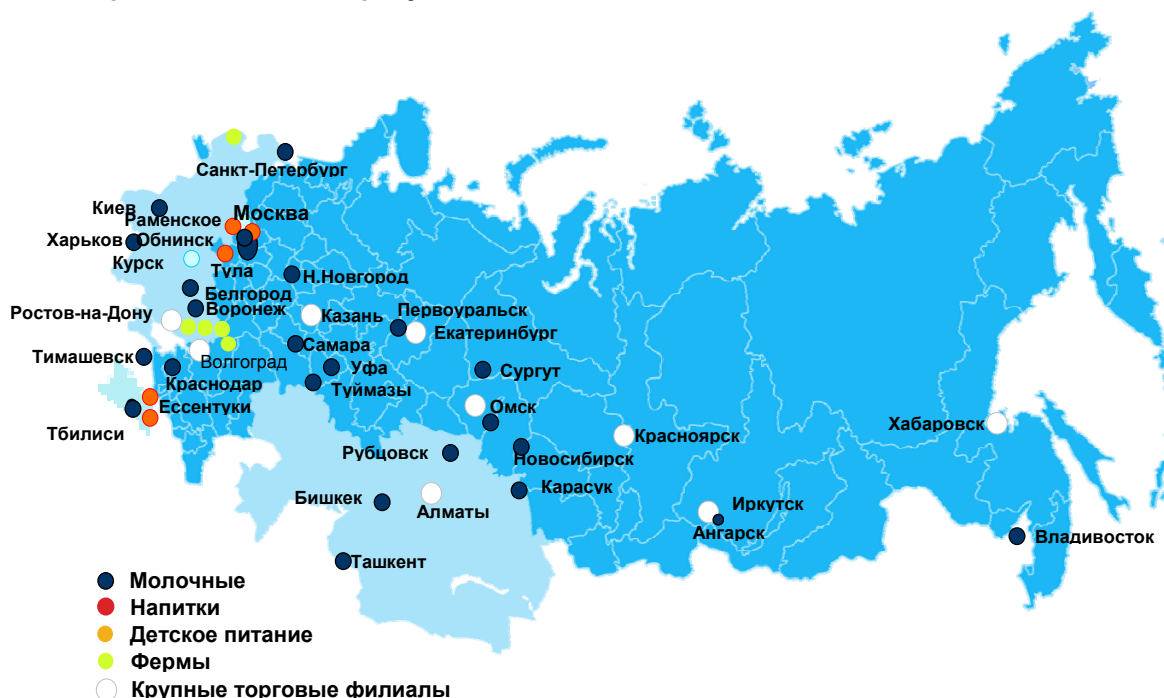 Санкт-Петербург
Киев
Раменское
Москва
Харьков
Обнинск
Курск
Тула
Н.Новгород
Белгород
Воронеж
Ростов-на-Дону
Казань
Первоуральск
Екатеринбург
Тимашевск
Волгоград
Самара
Уфа
Сургут
Краснодар
Туймазы
Ессентуки
Омск
Тбилиси
Красноярск
Хабаровск
Рубцовск
Новосибирск
Бишкек
Карасук
Алматы
Иркутск
Ангарск
Владивосток
Ташкент
Молочные
Напитки
Детское питание
Фермы
Крупные торговые филиалы